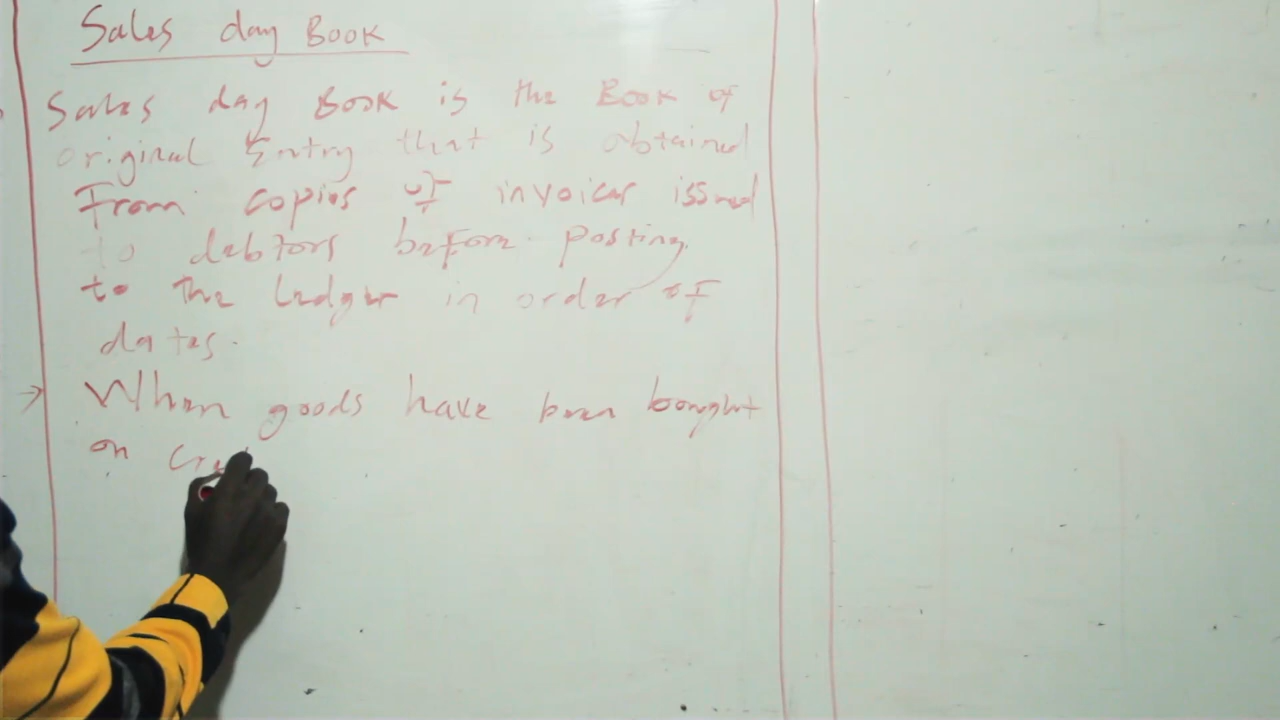 Sales day Book
Sales day Book is the Book of
original Entry that is obtained
From copies of invoices issued
to debtors before posting
to the Ledger in order of
dates.
→ When goods have been bought
on cre